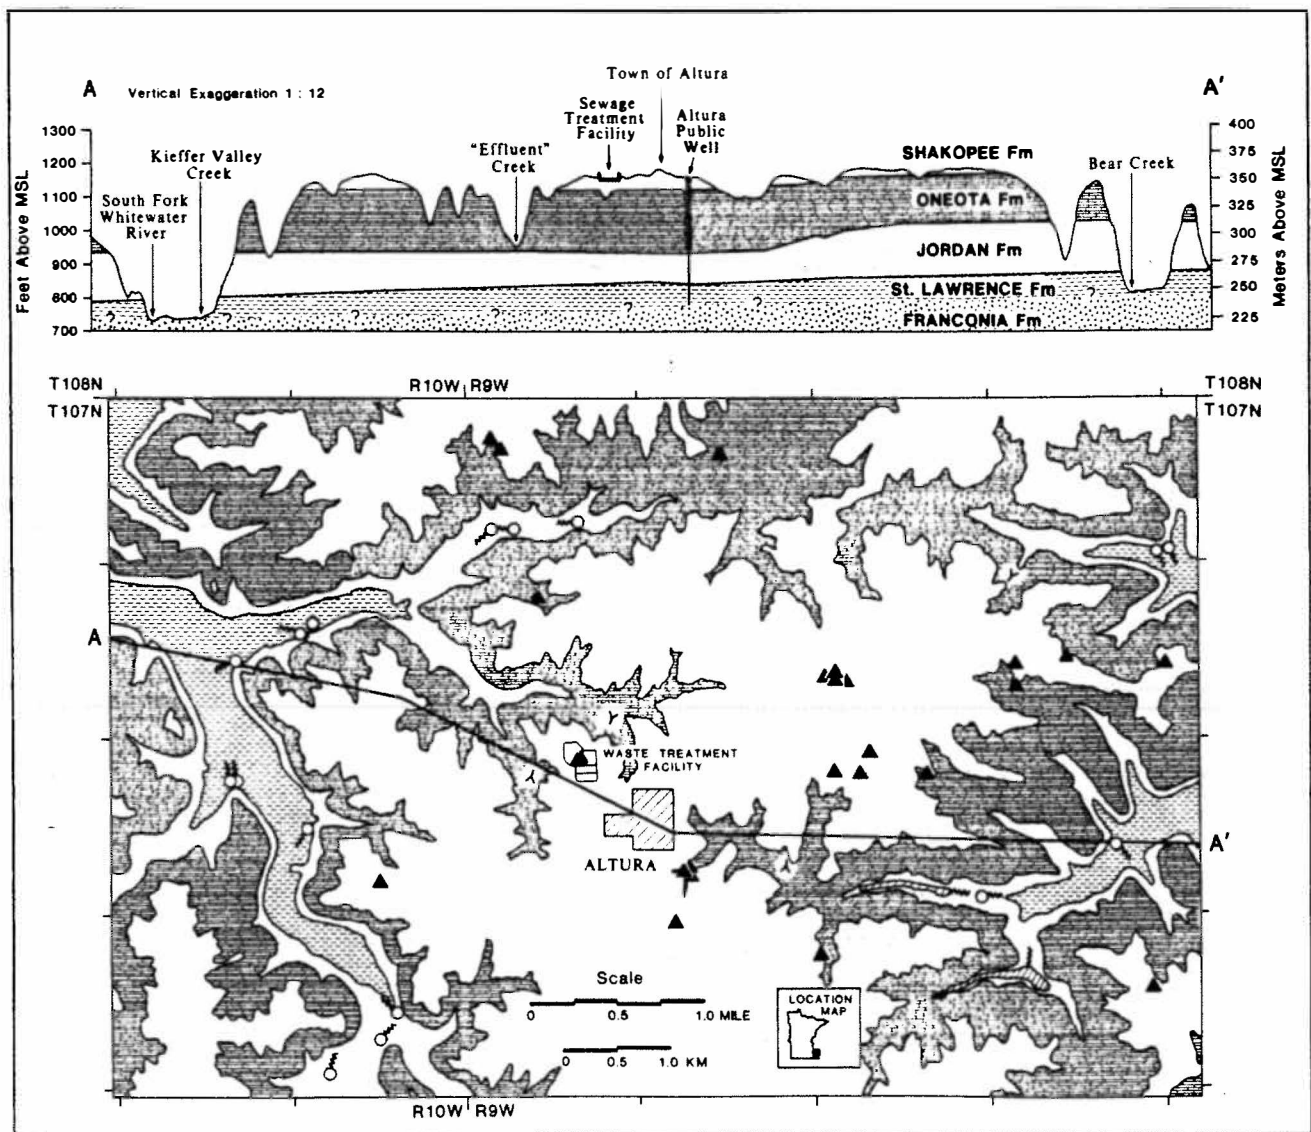 Town of Altura
A
Vertical Exaggeration 1 : 12
A'
Sewage
Treatment
Facility
Altura
Public
Well
"Effluent"
Creek
Kieffer Valley
Creek
South Fork
Whitewater
River
Bear Creek
SHAKOPEE Fm
ONEOTA Fm
JORDAN Fm
St. LAWRENCE Fm
FRANCONIA Fm
? ? ? ? ? ? ?
Feet Above MSL
1300
1200
1100
1000
900
800
700
Meters Above MSL
400
375
350
325
300
275
250
225
T108N
T107N
R10W R9W
T108N
T107N
A
A'
WASTE TREATMENT
FACILITY
ALTURA
Scale
0 0.5 1.0 MILE
0 0.5 1.0 KM
LOCATION
MAP
R10W R9W